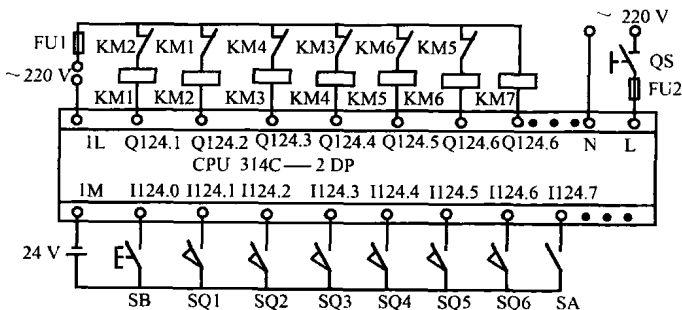 ~ 220 V
FU1 KM2 KM1 KM4 KM3 KM6 KM5 QS
~ 220 V
FU2
KM1 KM2 KM3 KM4 KM5 KM6 KM7
1L Q124.1 Q124.2 Q124.3 Q124.4 Q124.5 Q124.6 Q124.6 N L
CPU 314C — 2 DP
1M I124.0 I124.1 I124.2 I124.3 I124.4 I124.5 I124.6 I124.7
24 V
SB SQ1 SQ2 SQ3 SQ4 SQ5 SQ6 SA